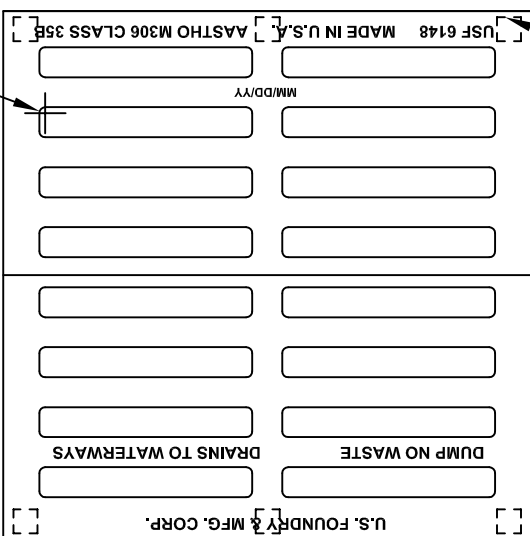 U.S. FOUNDRY & MFG. CORP.
DUMP NO WASTE DRAINS TO WATERWAYS
MM/DD/YY
USF 6148 MADE IN U.S.A. AASTHO M306 CLASS 35B